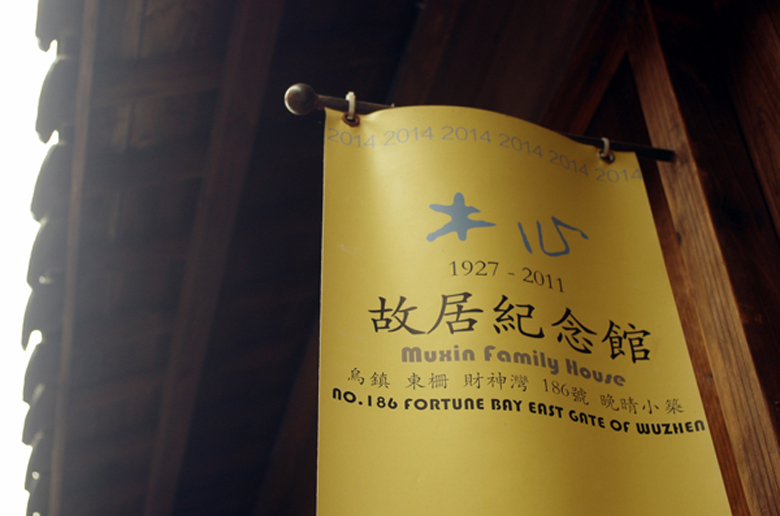 2014 2014 2014 2014 2014 2014
木心
1927 - 2011
故居紀念館
Muxin Family House
烏鎮 東柵 財神灣 186號 晚晴小築
NO.186 FORTUNE BAY EAST GATE OF WUZHEN